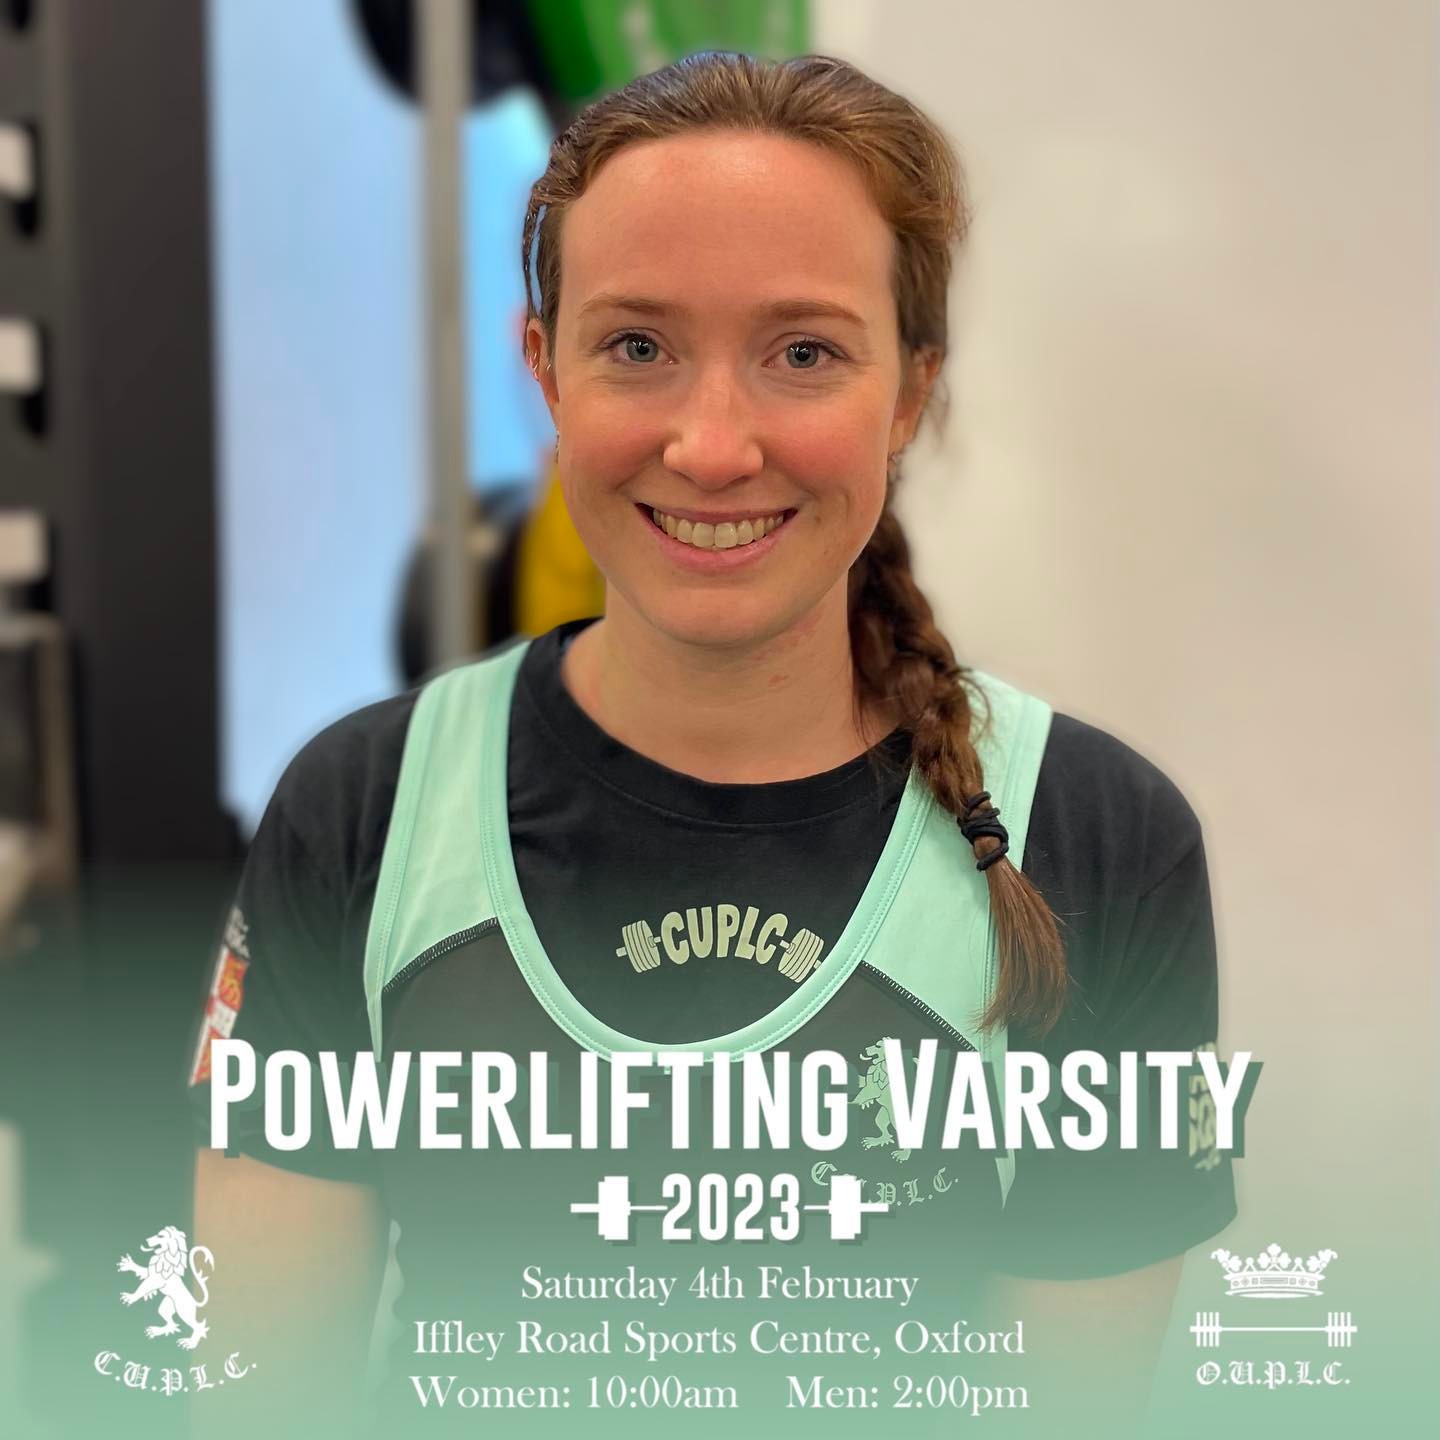 CUPLC
POWERLIFTING VARSITY
2023
C.U.P.L.C.
Saturday 4th February
Iffley Road Sports Centre, Oxford
Women: 10:00am Men: 2:00pm
C.U.P.L.C.
O.U.P.L.C.